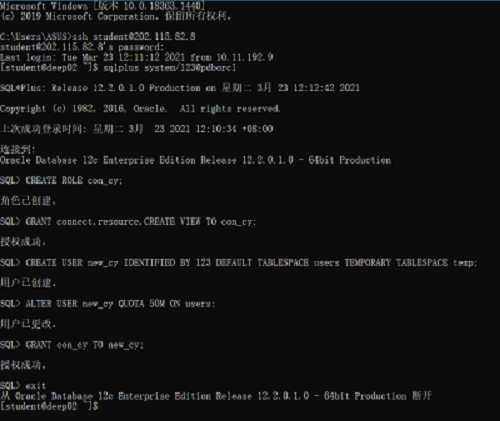 Microsoft Windows [版本 10.0.18363.1440]
(c) 2019 Microsoft Corporation。保留所有权利。
C:\Users\ASUS>ssh student@202.115.82.8
student@202.115.82.8's password:
Last login: Tue Mar 23 12:11:12 2021 from 10.11.192.9
[student@deep02 ~]$ sqlplus system/123@pdborcl
SQL*Plus: Release 12.2.0.1.0 Production on 星期二 3月 23 12:12:42 2021
Copyright (c) 1982, 2016, Oracle.  All rights reserved.
上次成功登录时间: 星期二 3月  23 2021 12:10:34 +08:00
连接到:
Oracle Database 12c Enterprise Edition Release 12.2.0.1.0 - 64bit Production
SQL> CREATE ROLE con_cy;
角色已创建。
SQL> GRANT connect,resource,CREATE VIEW TO con_cy;
授权成功。
SQL> CREATE USER new_cy IDENTIFIED BY 123 DEFAULT TABLESPACE users TEMPORARY TABLESPACE temp;
用户已创建。
SQL> ALTER USER new_cy QUOTA 50M ON users;
用户已更改。
SQL> GRANT con_cy TO new_cy;
授权成功。
SQL> exit
从 Oracle Database 12c Enterprise Edition Release 12.2.0.1.0 - 64bit Production 断开
[student@deep02 ~]$